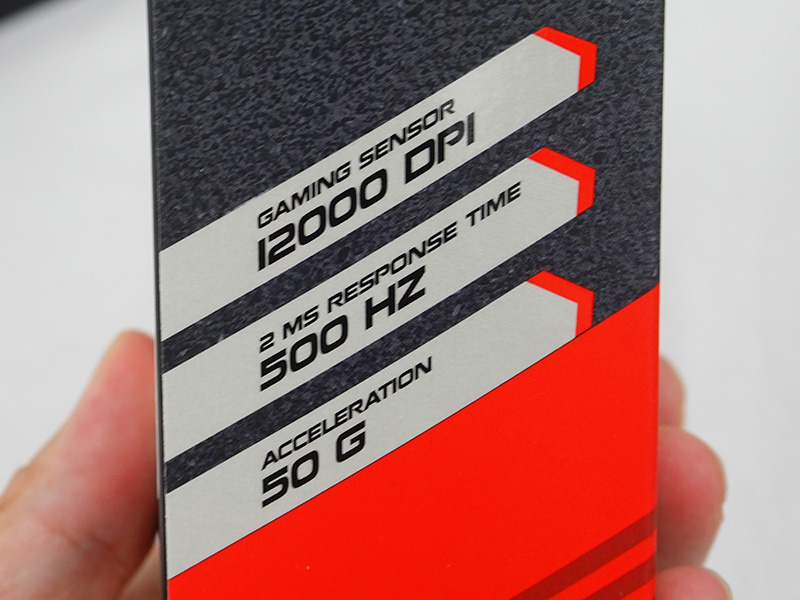 GAMING SENSOR
12000 DPI
2 MS RESPONSE TIME
500 HZ
ACCELERATION
50 G